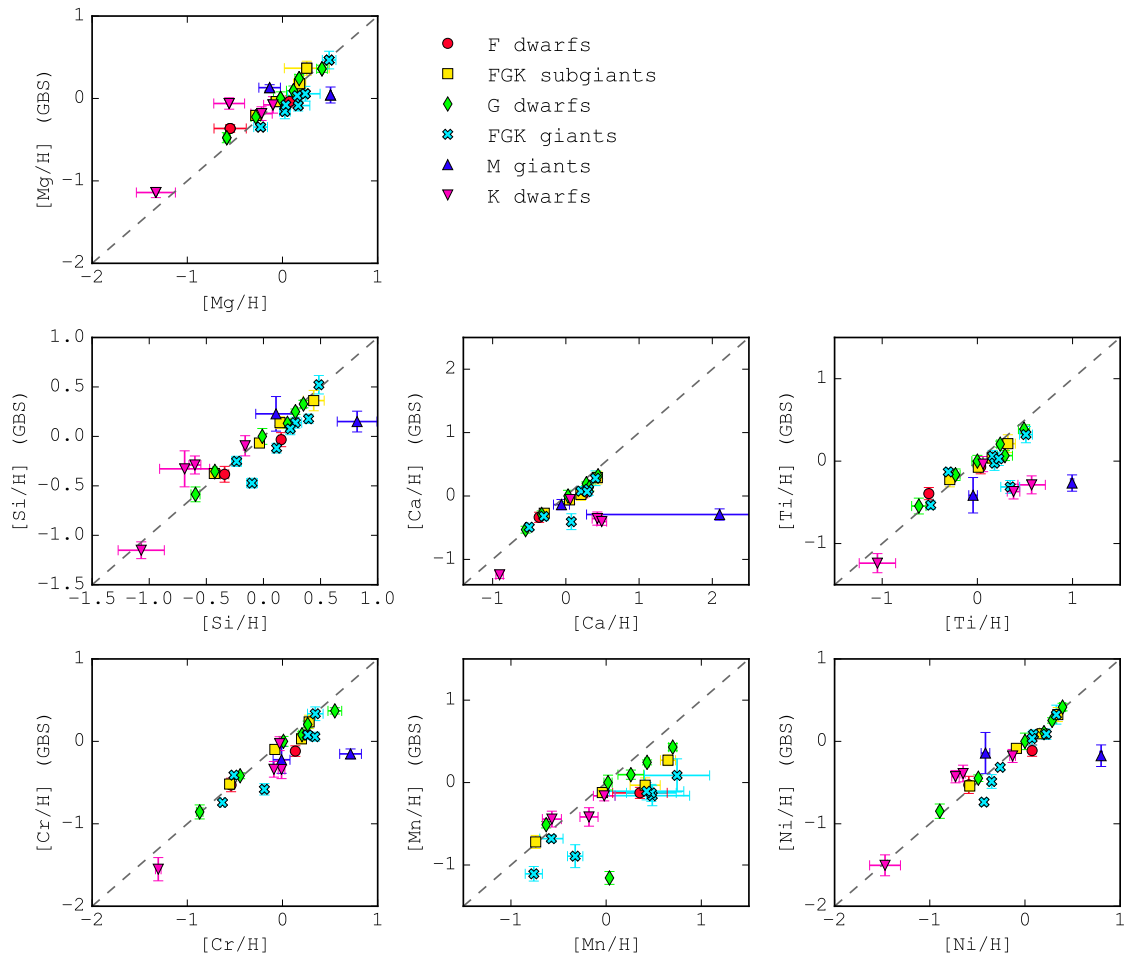 1
0
−1
−2
[Mg/H] (GBS)
−2 −1 0 1
[Mg/H]
F dwarfs
FGK subgiants
G dwarfs
FGK giants
M giants
K dwarfs
1.0
0.5
0.0
−0.5
−1.0
−1.5
[Si/H] (GBS)
−1.5 −1.0 −0.5 0.0 0.5 1.0
[Si/H]
2
1
0
−1
[Ca/H] (GBS)
−1 0 1 2
[Ca/H]
1
0
−1
[Ti/H] (GBS)
−1 0 1
[Ti/H]
1
0
−1
−2
[Cr/H] (GBS)
−2 −1 0 1
[Cr/H]
1
0
−1
[Mn/H] (GBS)
−1 0 1
[Mn/H]
1
0
−1
−2
[Ni/H] (GBS)
−2 −1 0 1
[Ni/H]